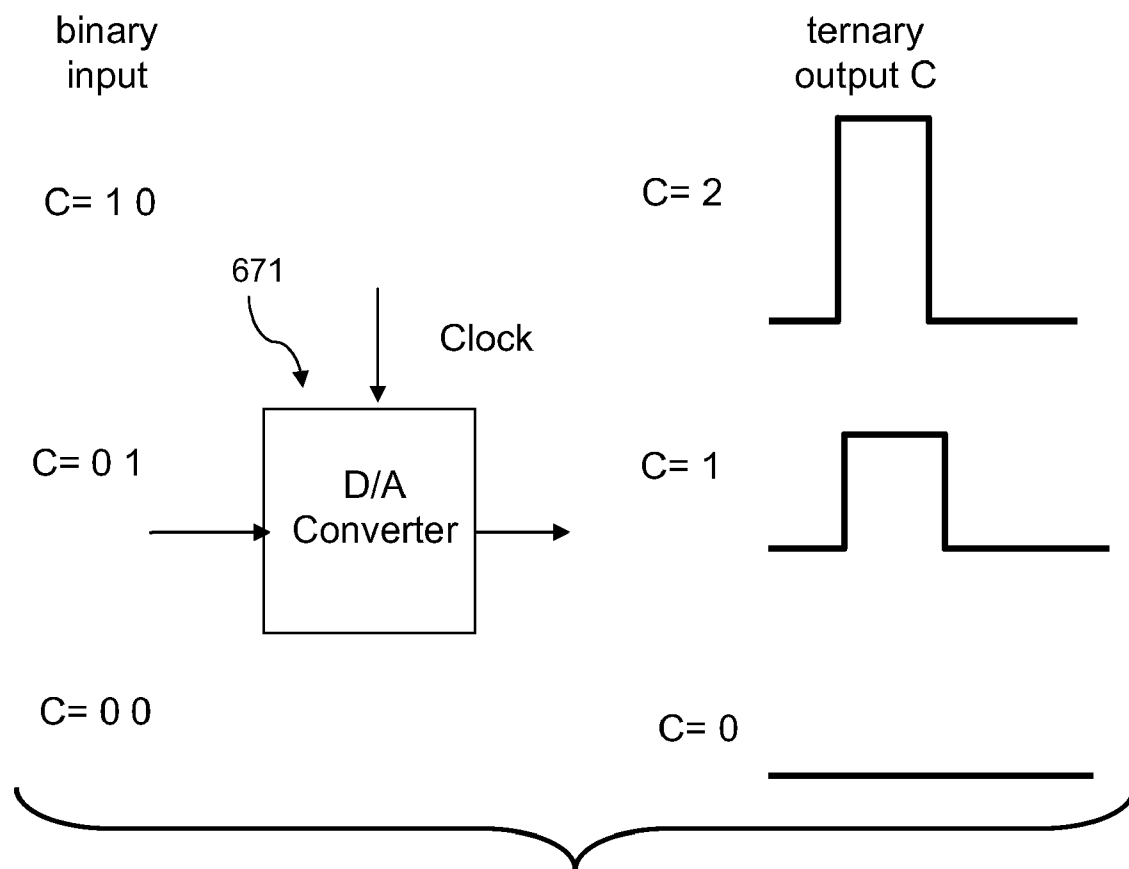 binary
input
ternary
output C
C= 1 0
C= 2
671
Clock
C= 0 1
C= 1
D/A
Converter
C= 0 0
C= 0